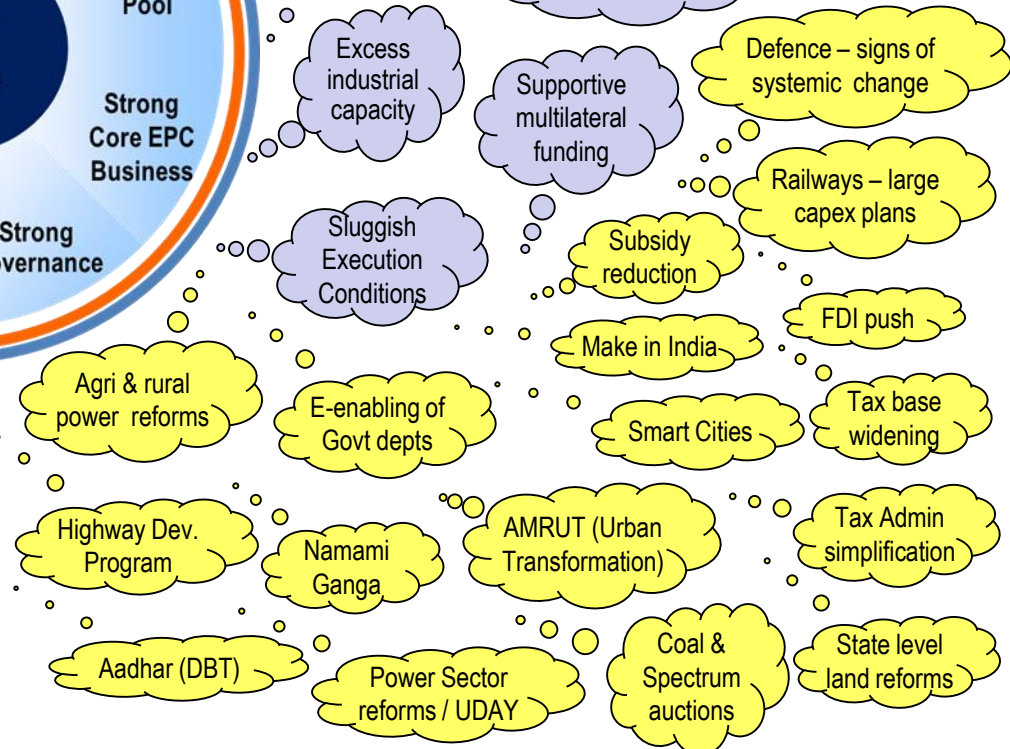 Pool
Strong
Core EPC
Business
Strong
Excess
industrial
capacity
Supportive
multilateral
funding
Defence – signs of
systemic change
Railways – large
capex plans
Sluggish
Execution
Conditions
Subsidy
reduction
FDI push
Make in India
Agri & rural
power reforms
E-enabling of
Govt depts
Smart Cities
Tax base
widening
Highway Dev.
Program
Namami
Ganga
AMRUT (Urban
Transformation)
Tax Admin
simplification
Aadhar (DBT)
Power Sector
reforms / UDAY
Coal &
Spectrum
auctions
State level
land reforms